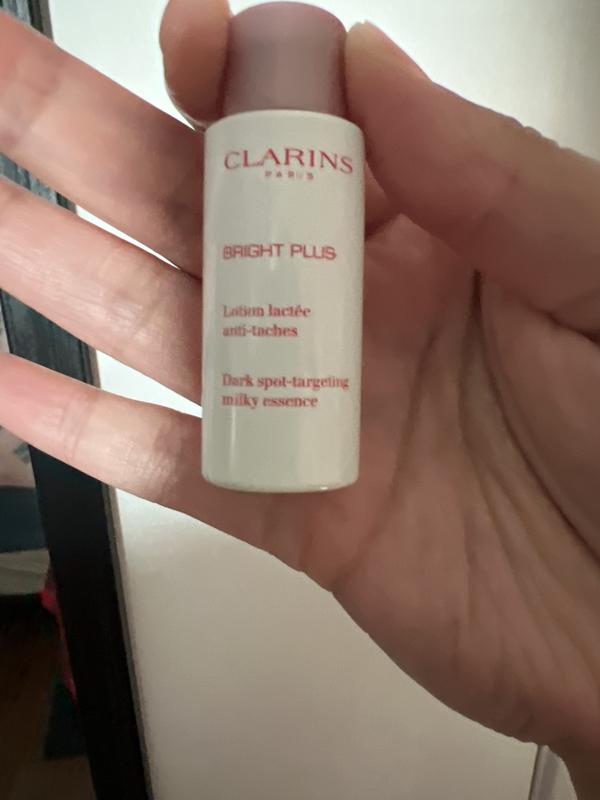 CLARINS
PARIS
BRIGHT PLUS
Lotion lactée
anti-taches
Dark spot-targeting
milky essence